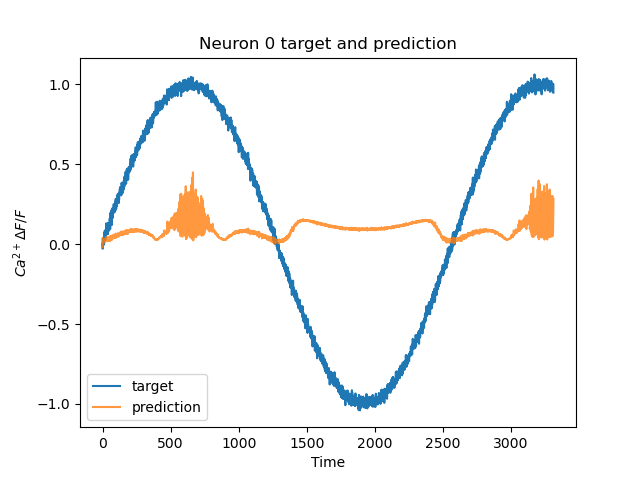 Neuron 0 target and prediction
Ca²⁺ ΔF/F
1.0
0.5
0.0
−0.5
−1.0
target
prediction
0 500 1000 1500 2000 2500 3000
Time